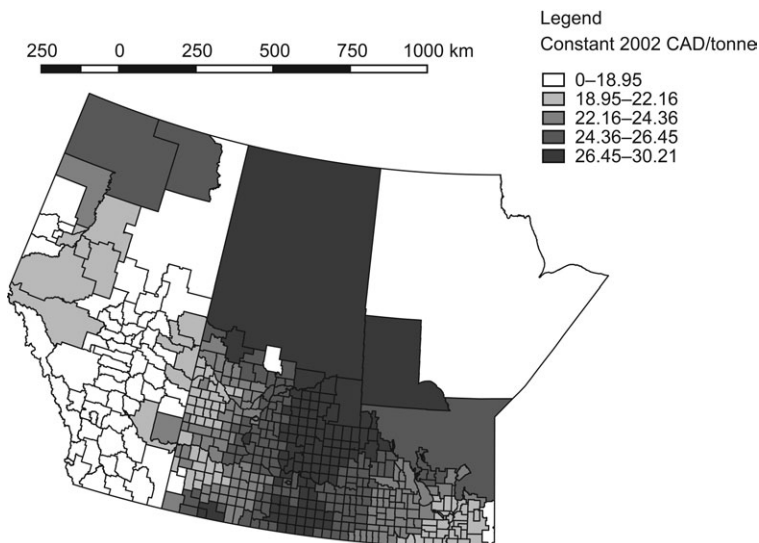 Legend
Constant 2002 CAD/tonne
250 0 250 500 750 1000 km
0–18.95
18.95–22.16
22.16–24.36
24.36–26.45
26.45–30.21